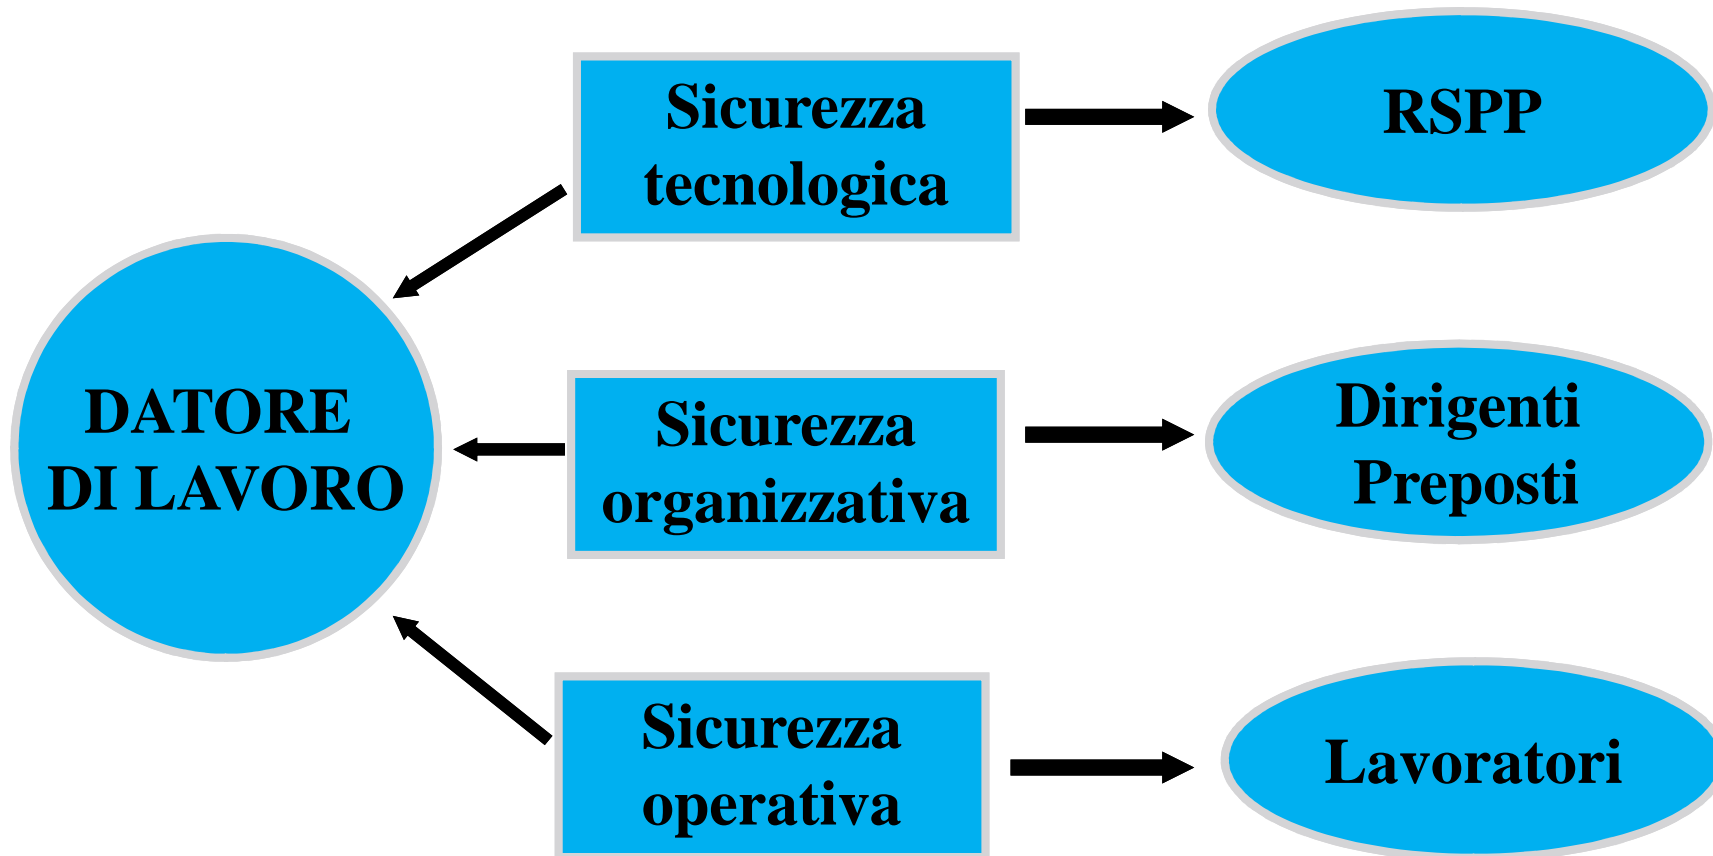 Sicurezza
tecnologica
RSPP
DATORE
DI LAVORO
Sicurezza
organizzativa
Dirigenti
Preposti
Sicurezza
operativa
Lavoratori